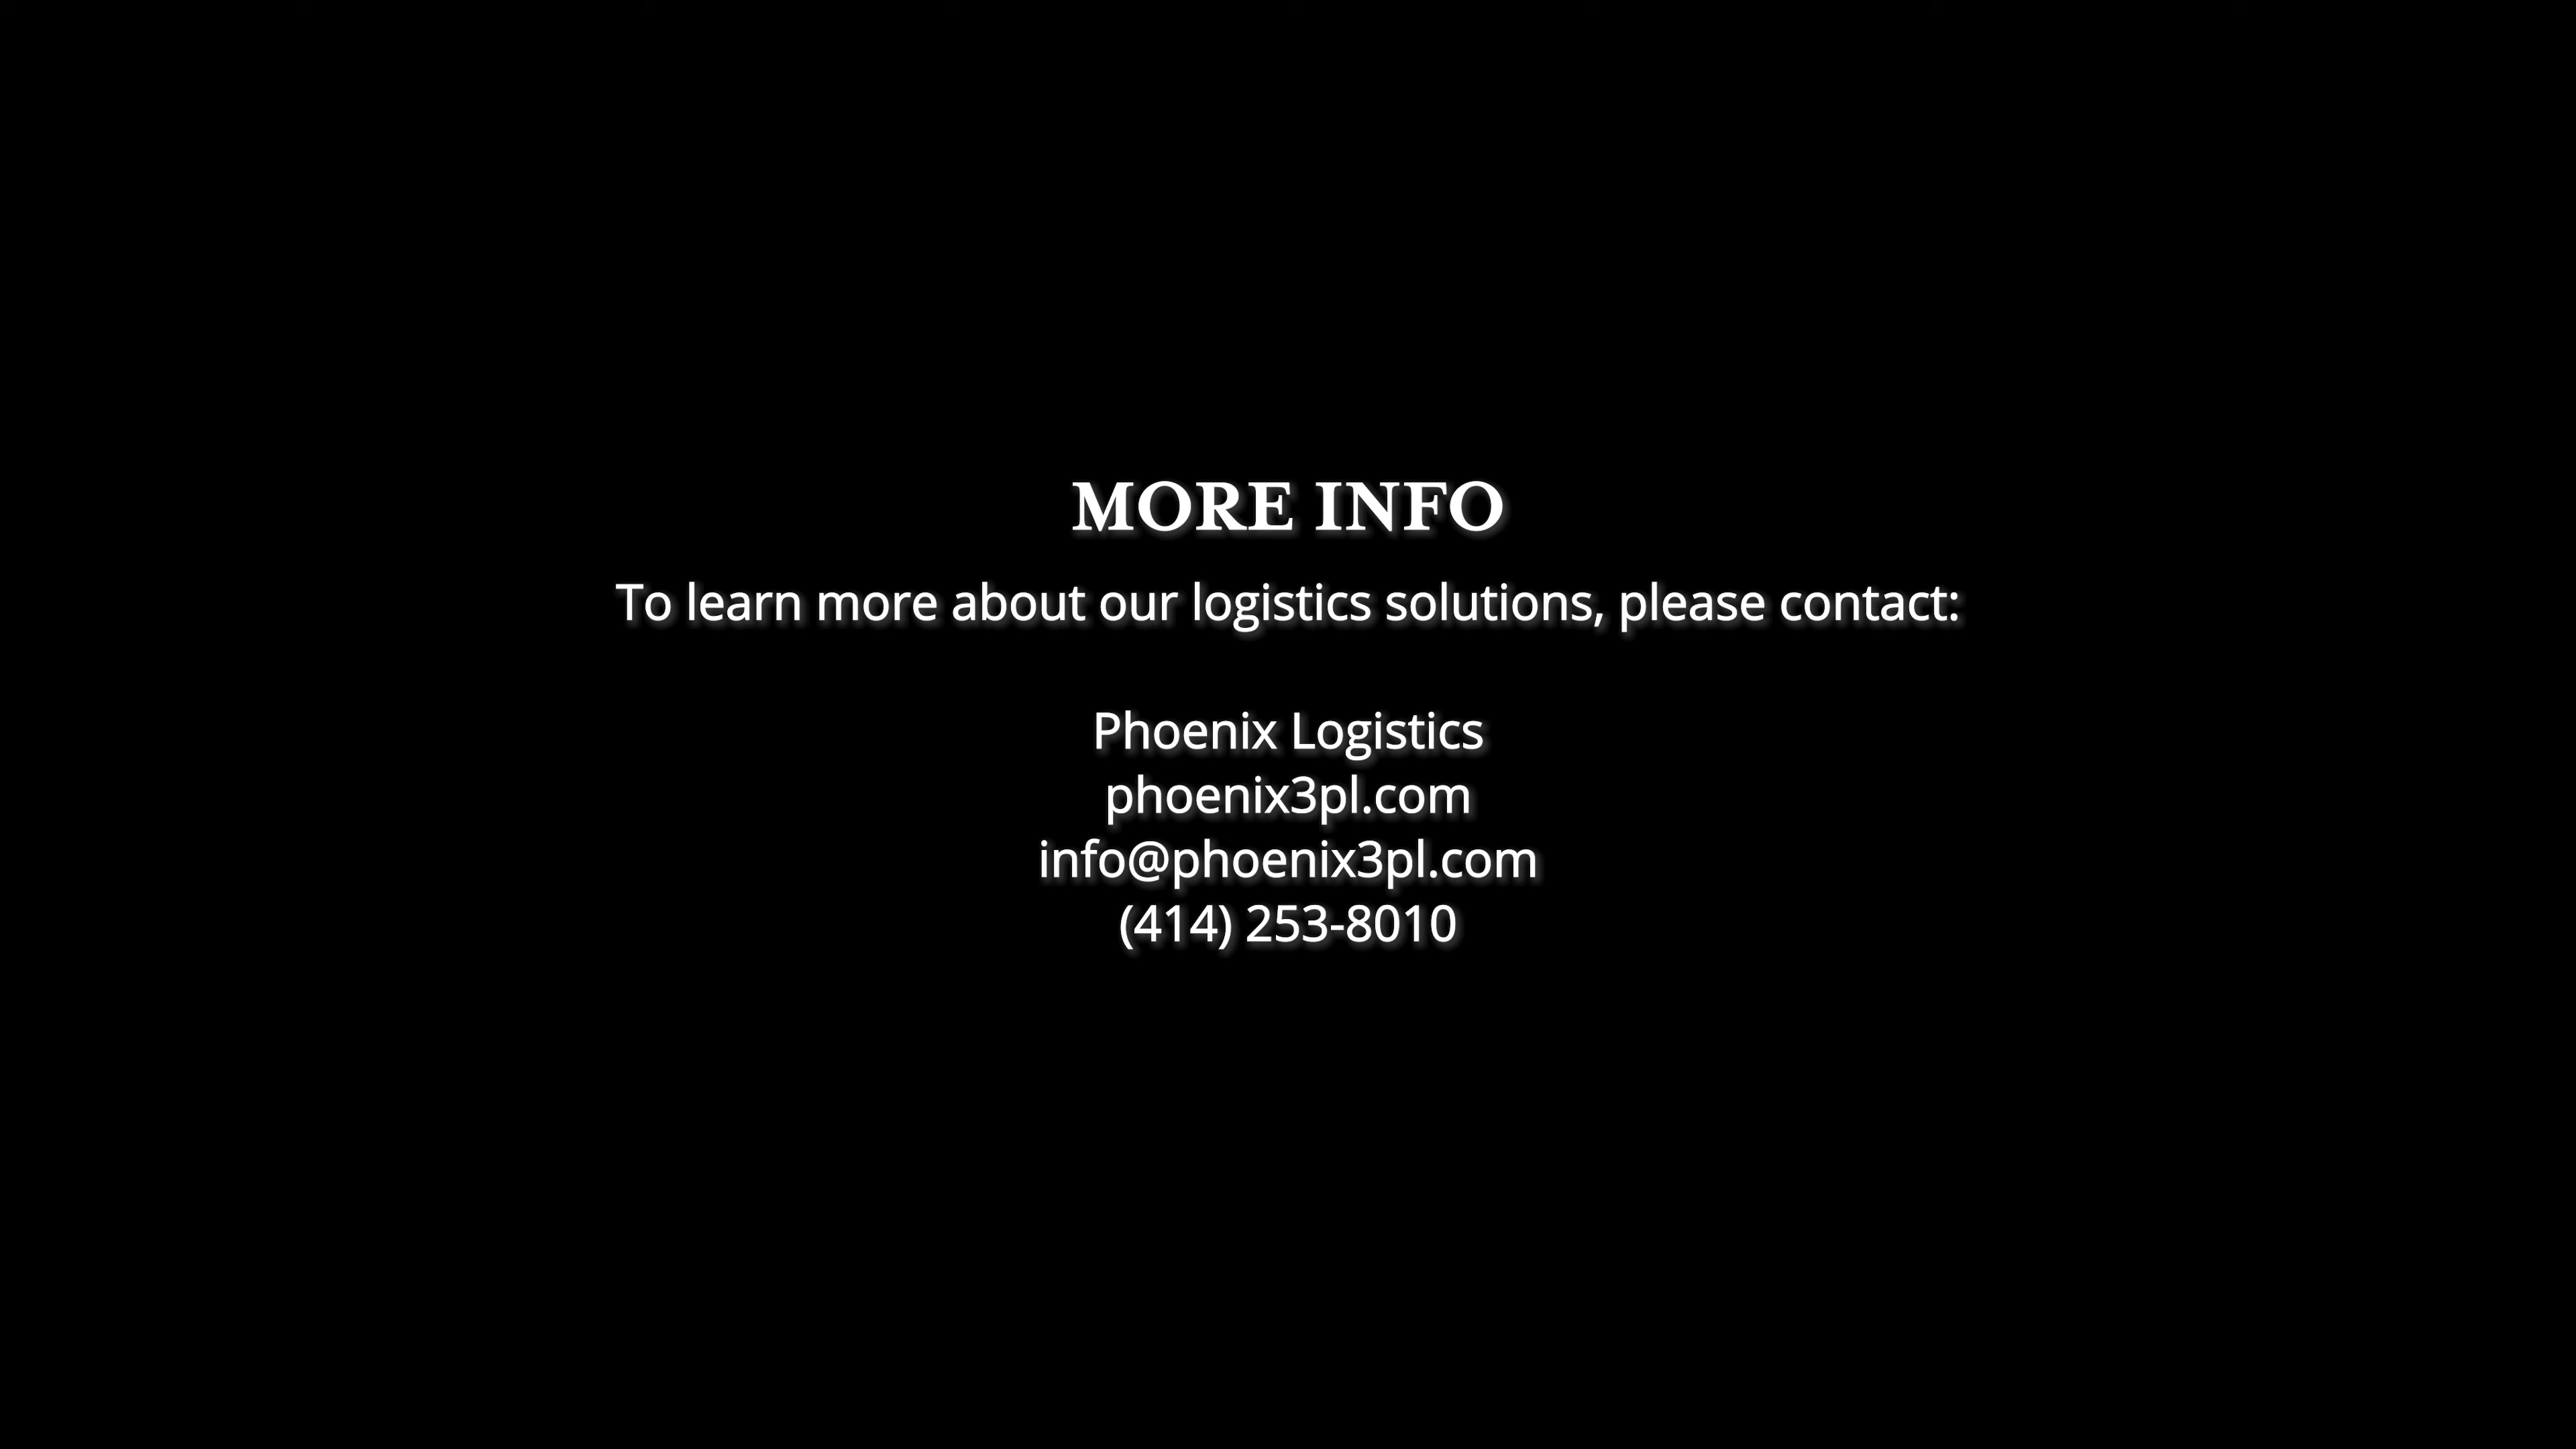 MORE INFO
To learn more about our logistics solutions, please contact:
Phoenix Logistics
phoenix3pl.com
info@phoenix3pl.com
(414) 253-8010